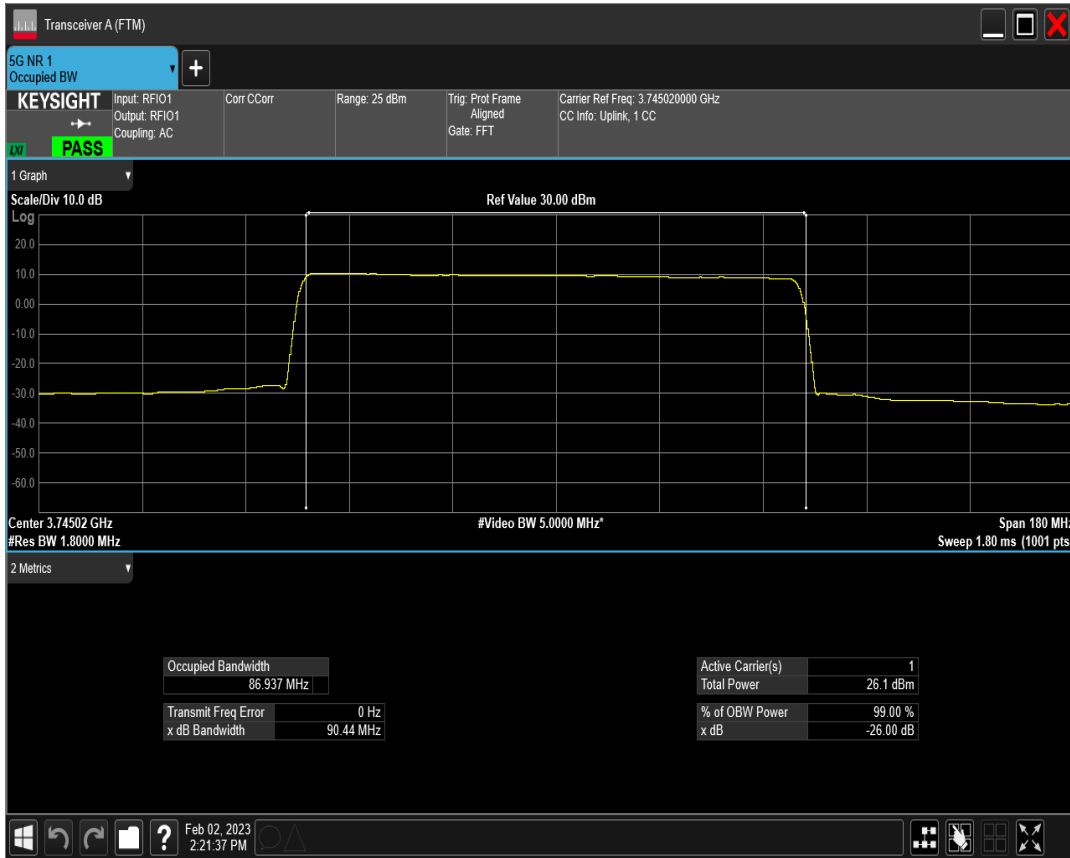 Transceiver A (FTM)
5G NR 1
Occupied BW
+
KEYSIGHT
LXI
PASS
Input: RFIO1
Output: RFIO1
Coupling: AC
Corr CCorr
Range: 25 dBm
Trig: Prot Frame
Aligned
Gate: FFT
Carrier Ref Freq: 3.745020000 GHz
CC Info: Uplink, 1 CC
1 Graph
Scale/Div 10.0 dB
Ref Value 30.00 dBm
Log
20.0
10.0
0.00
-10.0
-20.0
-30.0
-40.0
-50.0
-60.0
Center 3.74502 GHz
#Video BW 5.0000 MHz*
Span 180 MHz
#Res BW 1.8000 MHz
Sweep 1.80 ms (1001 pts
2 Metrics
Occupied Bandwidth
86.937 MHz
Transmit Freq Error 0 Hz
x dB Bandwidth 90.44 MHz
Active Carrier(s) 1
Total Power 26.1 dBm
% of OBW Power 99.00 %
x dB -26.00 dB
?
Feb 02, 2023
2:21:37 PM